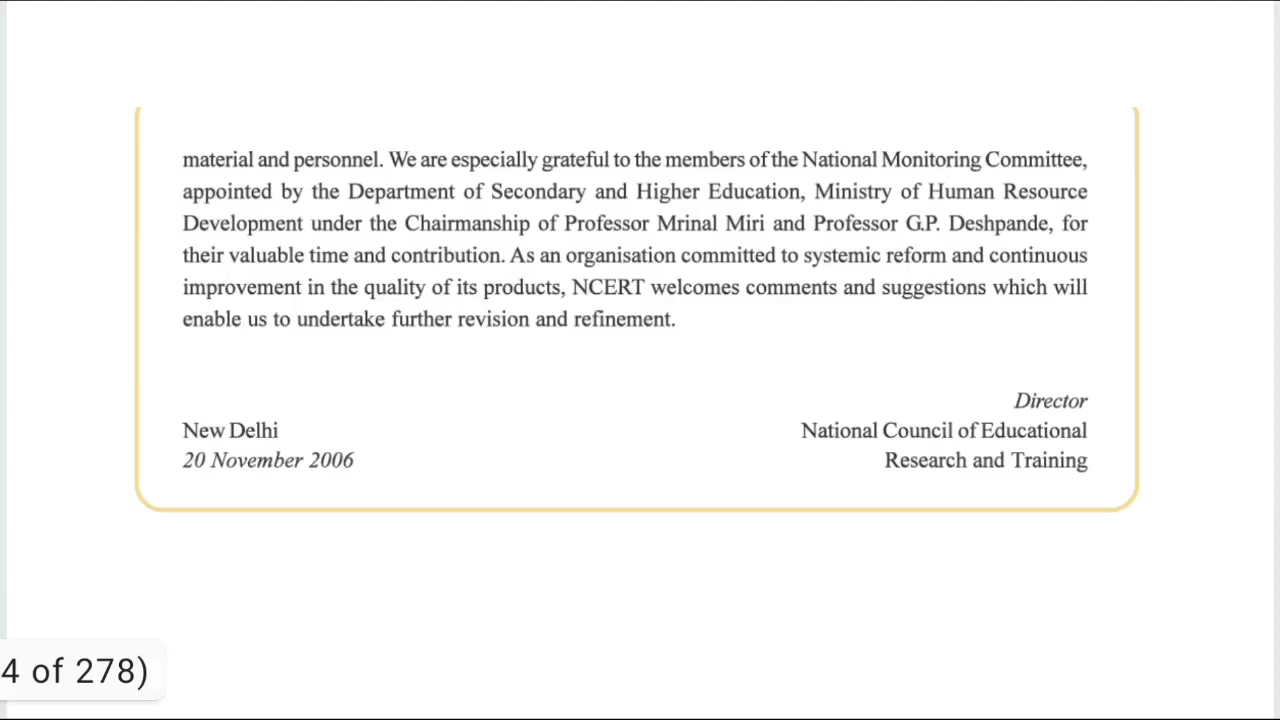 material and personnel. We are especially grateful to the members of the National Monitoring Committee,
appointed by the Department of Secondary and Higher Education, Ministry of Human Resource
Development under the Chairmanship of Professor Mrinal Miri and Professor G.P. Deshpande, for
their valuable time and contribution. As an organisation committed to systemic reform and continuous
improvement in the quality of its products, NCERT welcomes comments and suggestions which will
enable us to undertake further revision and refinement.
Director
New Delhi National Council of Educational
20 November 2006 Research and Training
4 of 278)